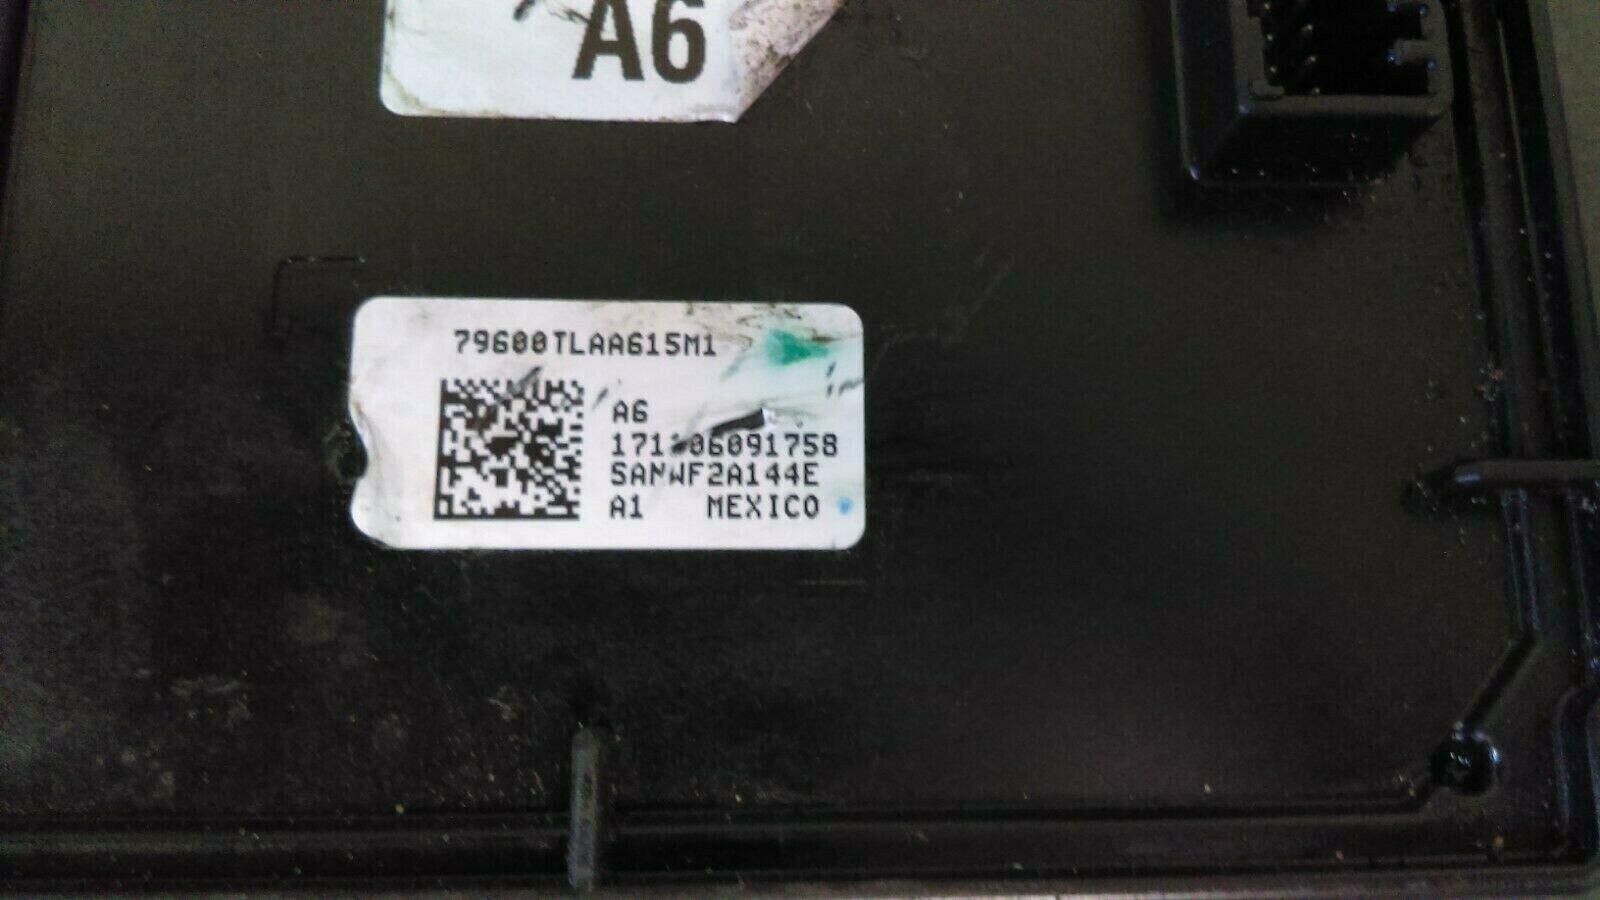 A6
79600TLAA615M1
A6
SANWF2A144E
A1 MEXICO